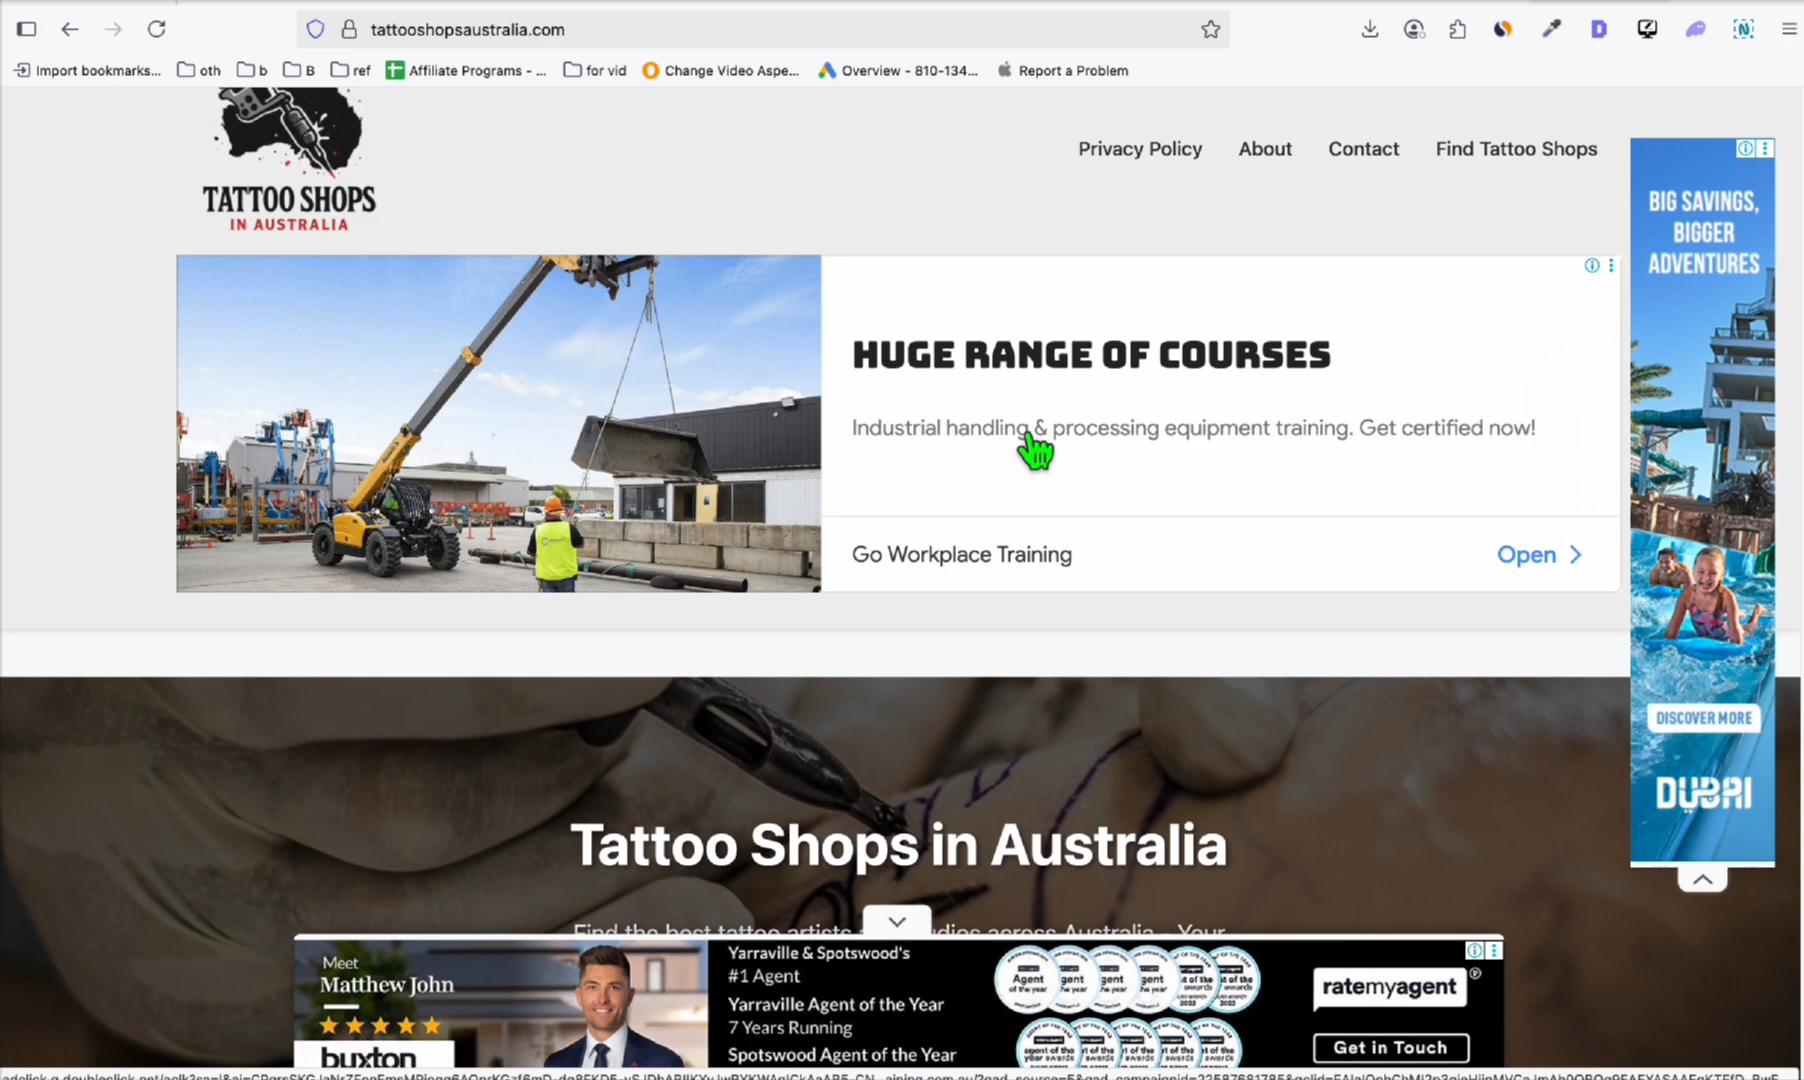 tattooshopsaustralia.com
Import bookmarks...
oth
b
B
ref
Affiliate Programs - ...
for vid
Change Video Aspe...
Overview - 810-134...
Report a Problem
TATTOO SHOPS
IN AUSTRALIA
Privacy Policy
About
Contact
Find Tattoo Shops
BIG SAVINGS,
BIGGER
ADVENTURES
HUGE RANGE OF COURSES
Industrial handling & processing equipment training. Get certified now!
Go Workplace Training
Open
DISCOVER MORE
DUBAI
Tattoo Shops in Australia
Find the best tattoo artists
across Australia - Your
Meet
Matthew John
buxton
Yarraville & Spotswood's
#1 Agent
Yarraville Agent of the Year
7 Years Running
Spotswood Agent of the Year
Agent
of the year
ratemyagent
Get in Touch